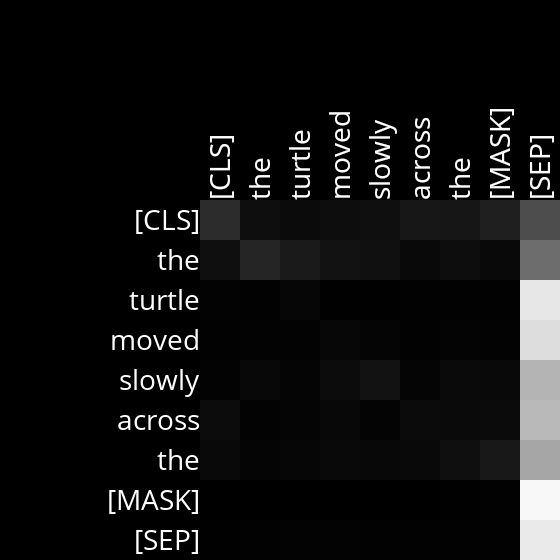 [CLS] the turtle moved slowly across the [MASK] [SEP]
[CLS]
the
turtle
moved
slowly
across
the
[MASK]
[SEP]